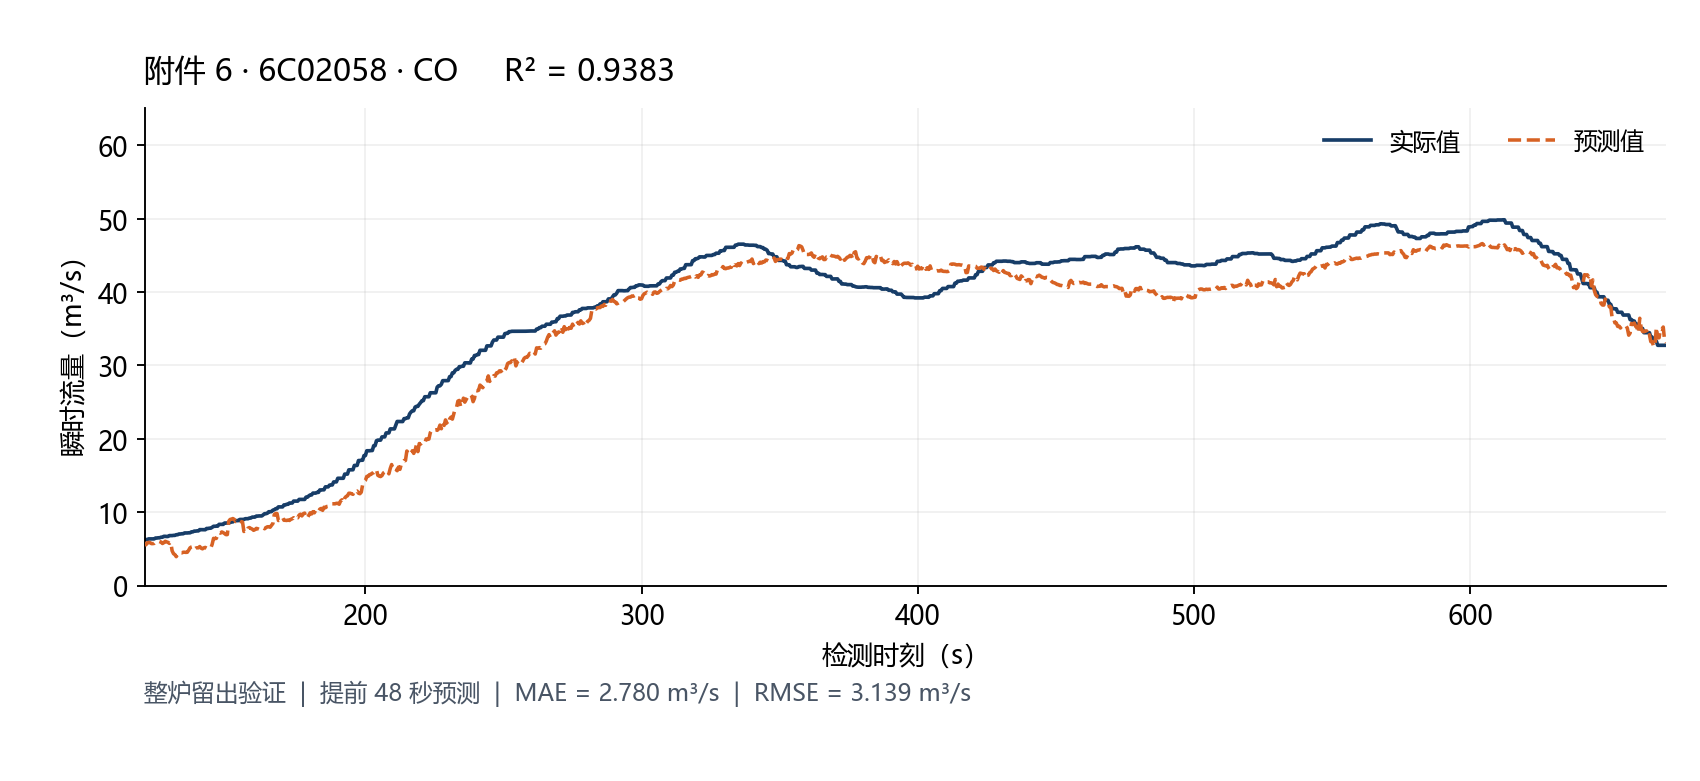 附件 6 · 6C02058 · CO R² = 0.9383
实际值 预测值
60
50
40
30
20
10
0
瞬时流量（m³/s）
200 300 400 500 600
检测时刻（s）
整炉留出验证 | 提前 48 秒预测 | MAE = 2.780 m³/s | RMSE = 3.139 m³/s